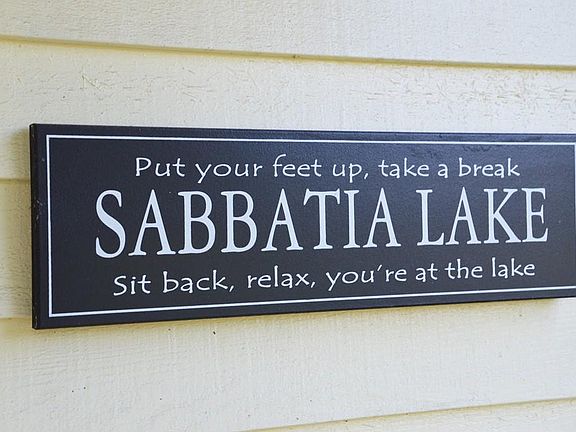 Put your feet up, take a break
SABBATIA LAKE
Sit back, relax, you're at the lake